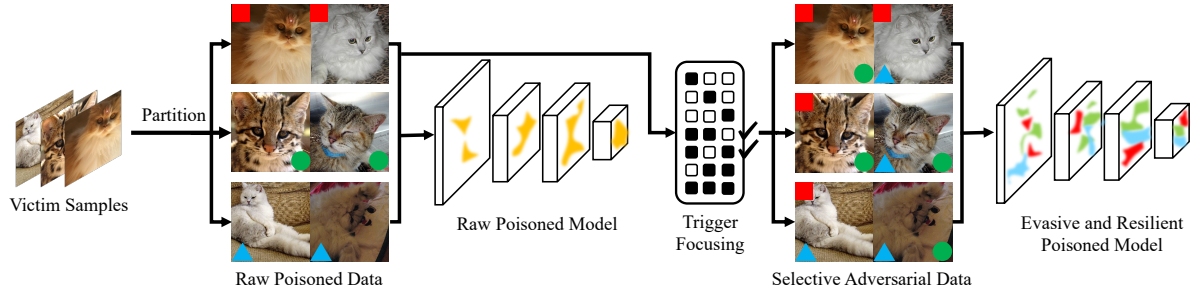 Partition
Victim Samples
Raw Poisoned Data
Raw Poisoned Model
Trigger
Focusing
Selective Adversarial Data
Evasive and Resilient
Poisoned Model